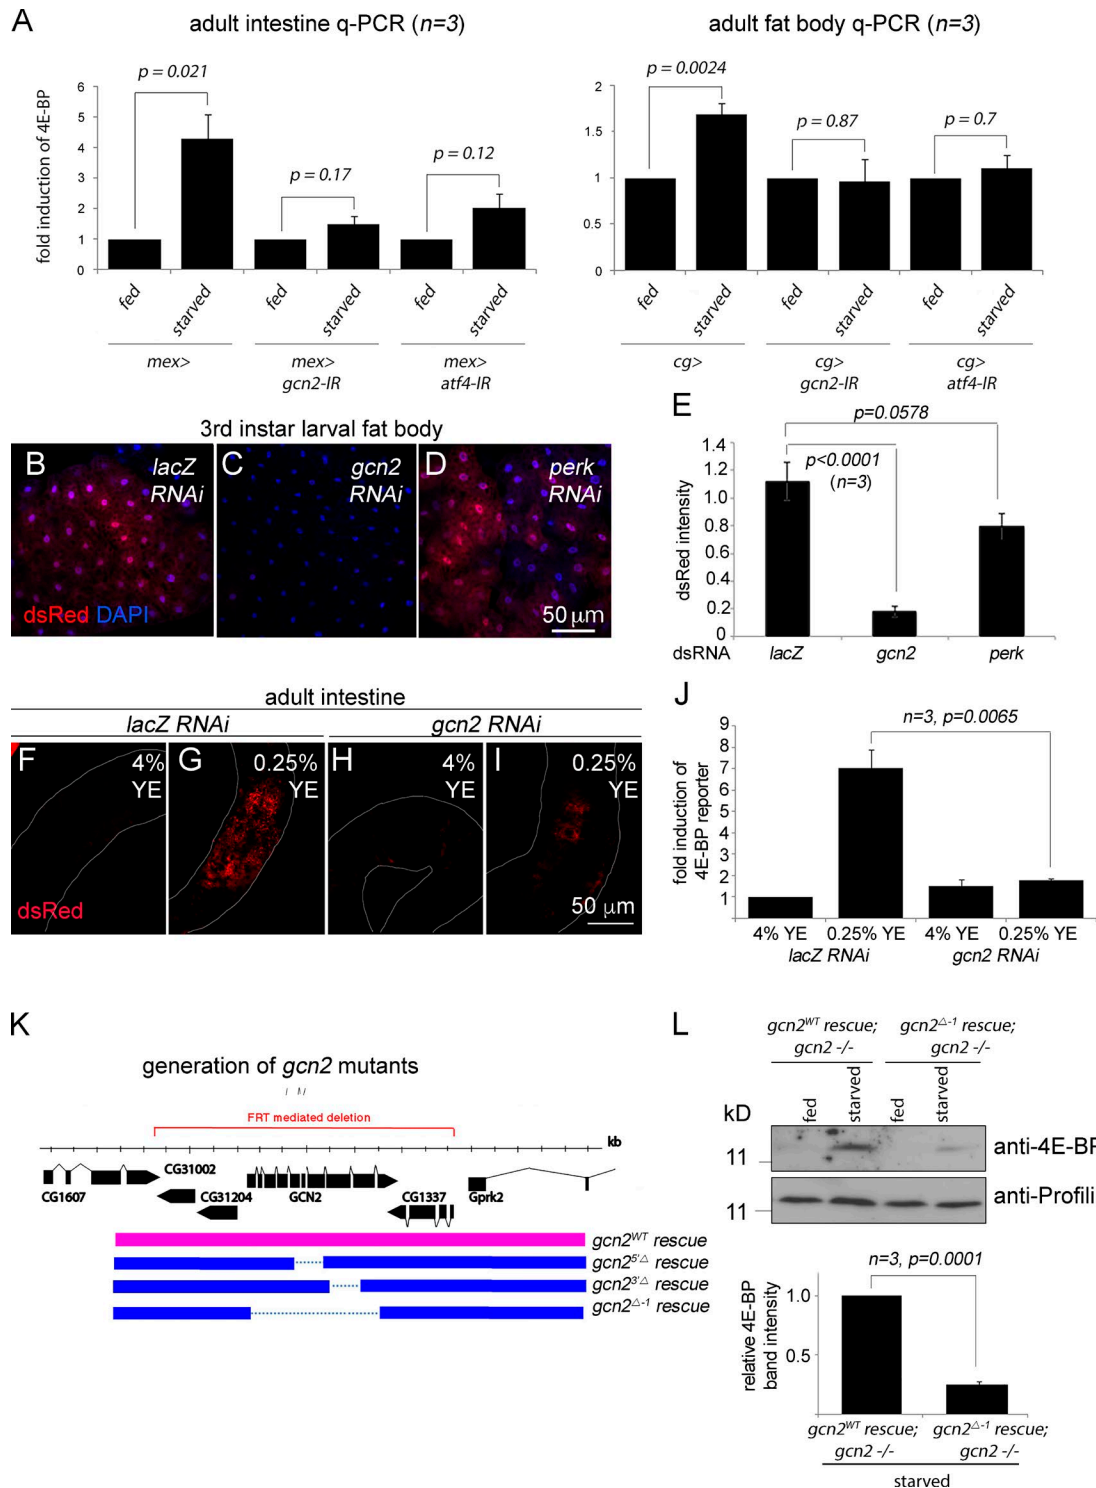 A
adult intestine q-PCR (n=3)
adult fat body q-PCR (n=3)
fold induction of 4E-BP
6
5
4
3
2
1
0
p = 0.021
p = 0.17
p = 0.12
fed
starved
fed
starved
fed
starved
mex>
mex>
gcn2-IR
mex>
atf4-IR
2
1.5
1
0.5
0
p = 0.0024
p = 0.87
p = 0.7
fed
starved
fed
starved
fed
starved
cg>
cg>
gcn2-IR
cg>
atf4-IR
3rd instar larval fat body
B
lacZ
RNAi
dsRed DAPI
C
gcn2
RNAi
D
perk
RNAi
50 μm
E
p=0.0578
p<0.0001
(n=3)
dsRed intensity
1.4
1.2
1.0
0.8
0.6
0.4
0.2
0
dsRNA
lacZ
gcn2
perk
adult intestine
lacZ RNAi
gcn2 RNAi
F
4%
YE
dsRed
G
0.25%
YE
H
4%
YE
I
0.25%
YE
50 μm
J
n=3, p=0.0065
fold induction of
4E-BP reporter
9
8
7
6
5
4
3
2
1
4% YE
0.25% YE
4% YE
0.25% YE
lacZ RNAi
gcn2 RNAi
K
generation of gcn2 mutants
FRT mediated deletion
kb
CG1607
CG31002
CG31204
GCN2
CG1337
Gprk2
gcn2WT rescue
gcn25'Δ rescue
gcn23'Δ rescue
gcn2Δ-1 rescue
L
gcn2WT rescue;
gcn2 -/-
gcn2Δ-1 rescue;
gcn2 -/-
kD
fed
starved
fed
starved
11
anti-4E-BP
11
anti-Profili
n=3, p=0.0001
relative 4E-BP
band intensity
1.0
0.5
gcn2WT rescue;
gcn2 -/-
gcn2Δ-1 rescue;
gcn2 -/-
starved